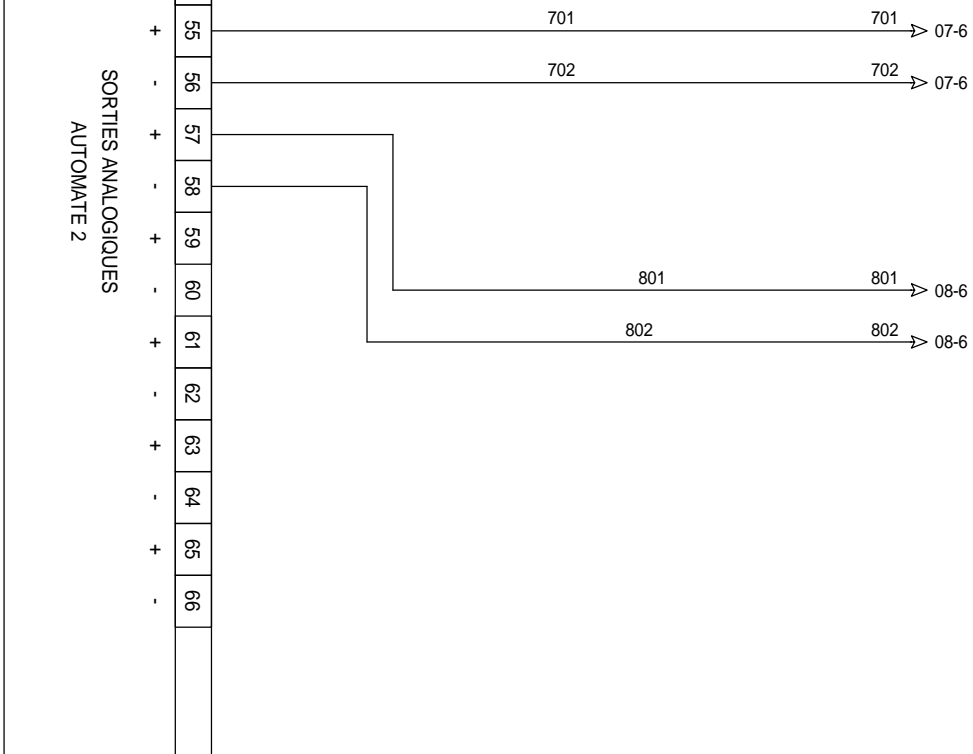 + 55 701 701 07-6
- 56 702 702 07-6
+ 57
- 58
+ 59
- 60 801 801 08-6
+ 61 802 802 08-6
- 62
+ 63
- 64
+ 65
- 66
SORTIES ANALOGIQUES
AUTOMATE 2